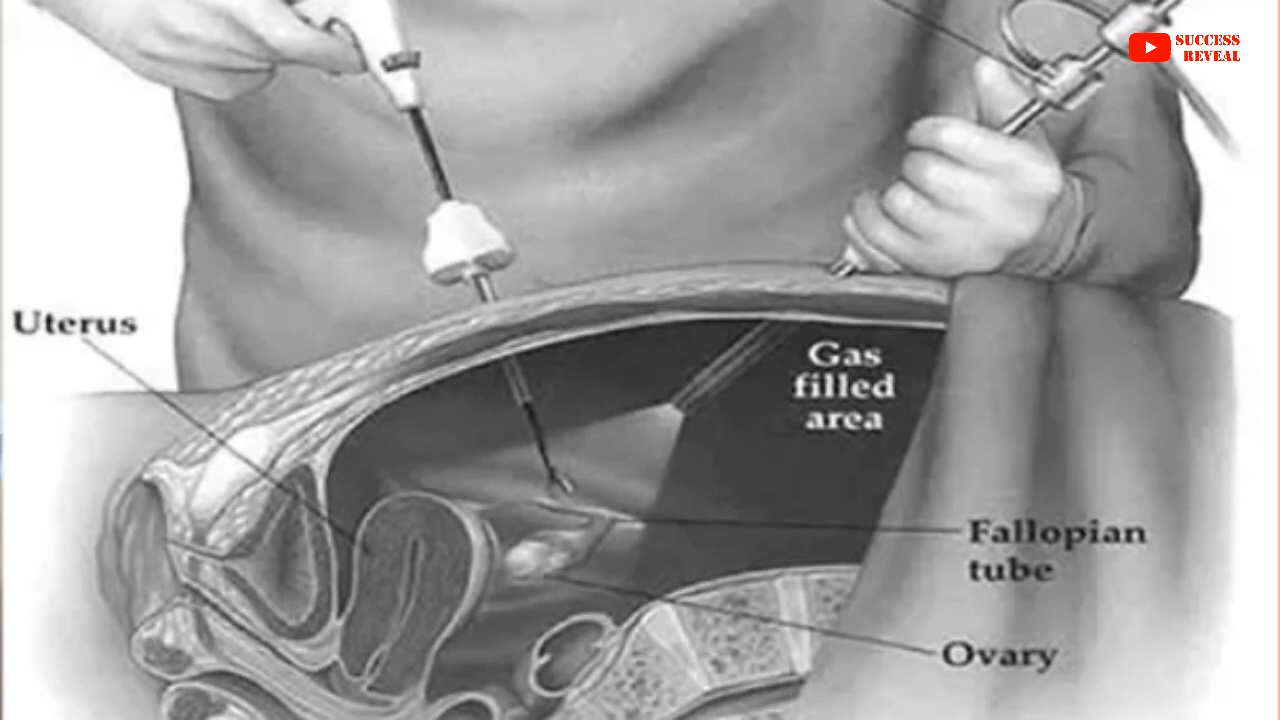 SUCCESS
REVEAL
Uterus
Gas
filled
area
Fallopian
tube
Ovary